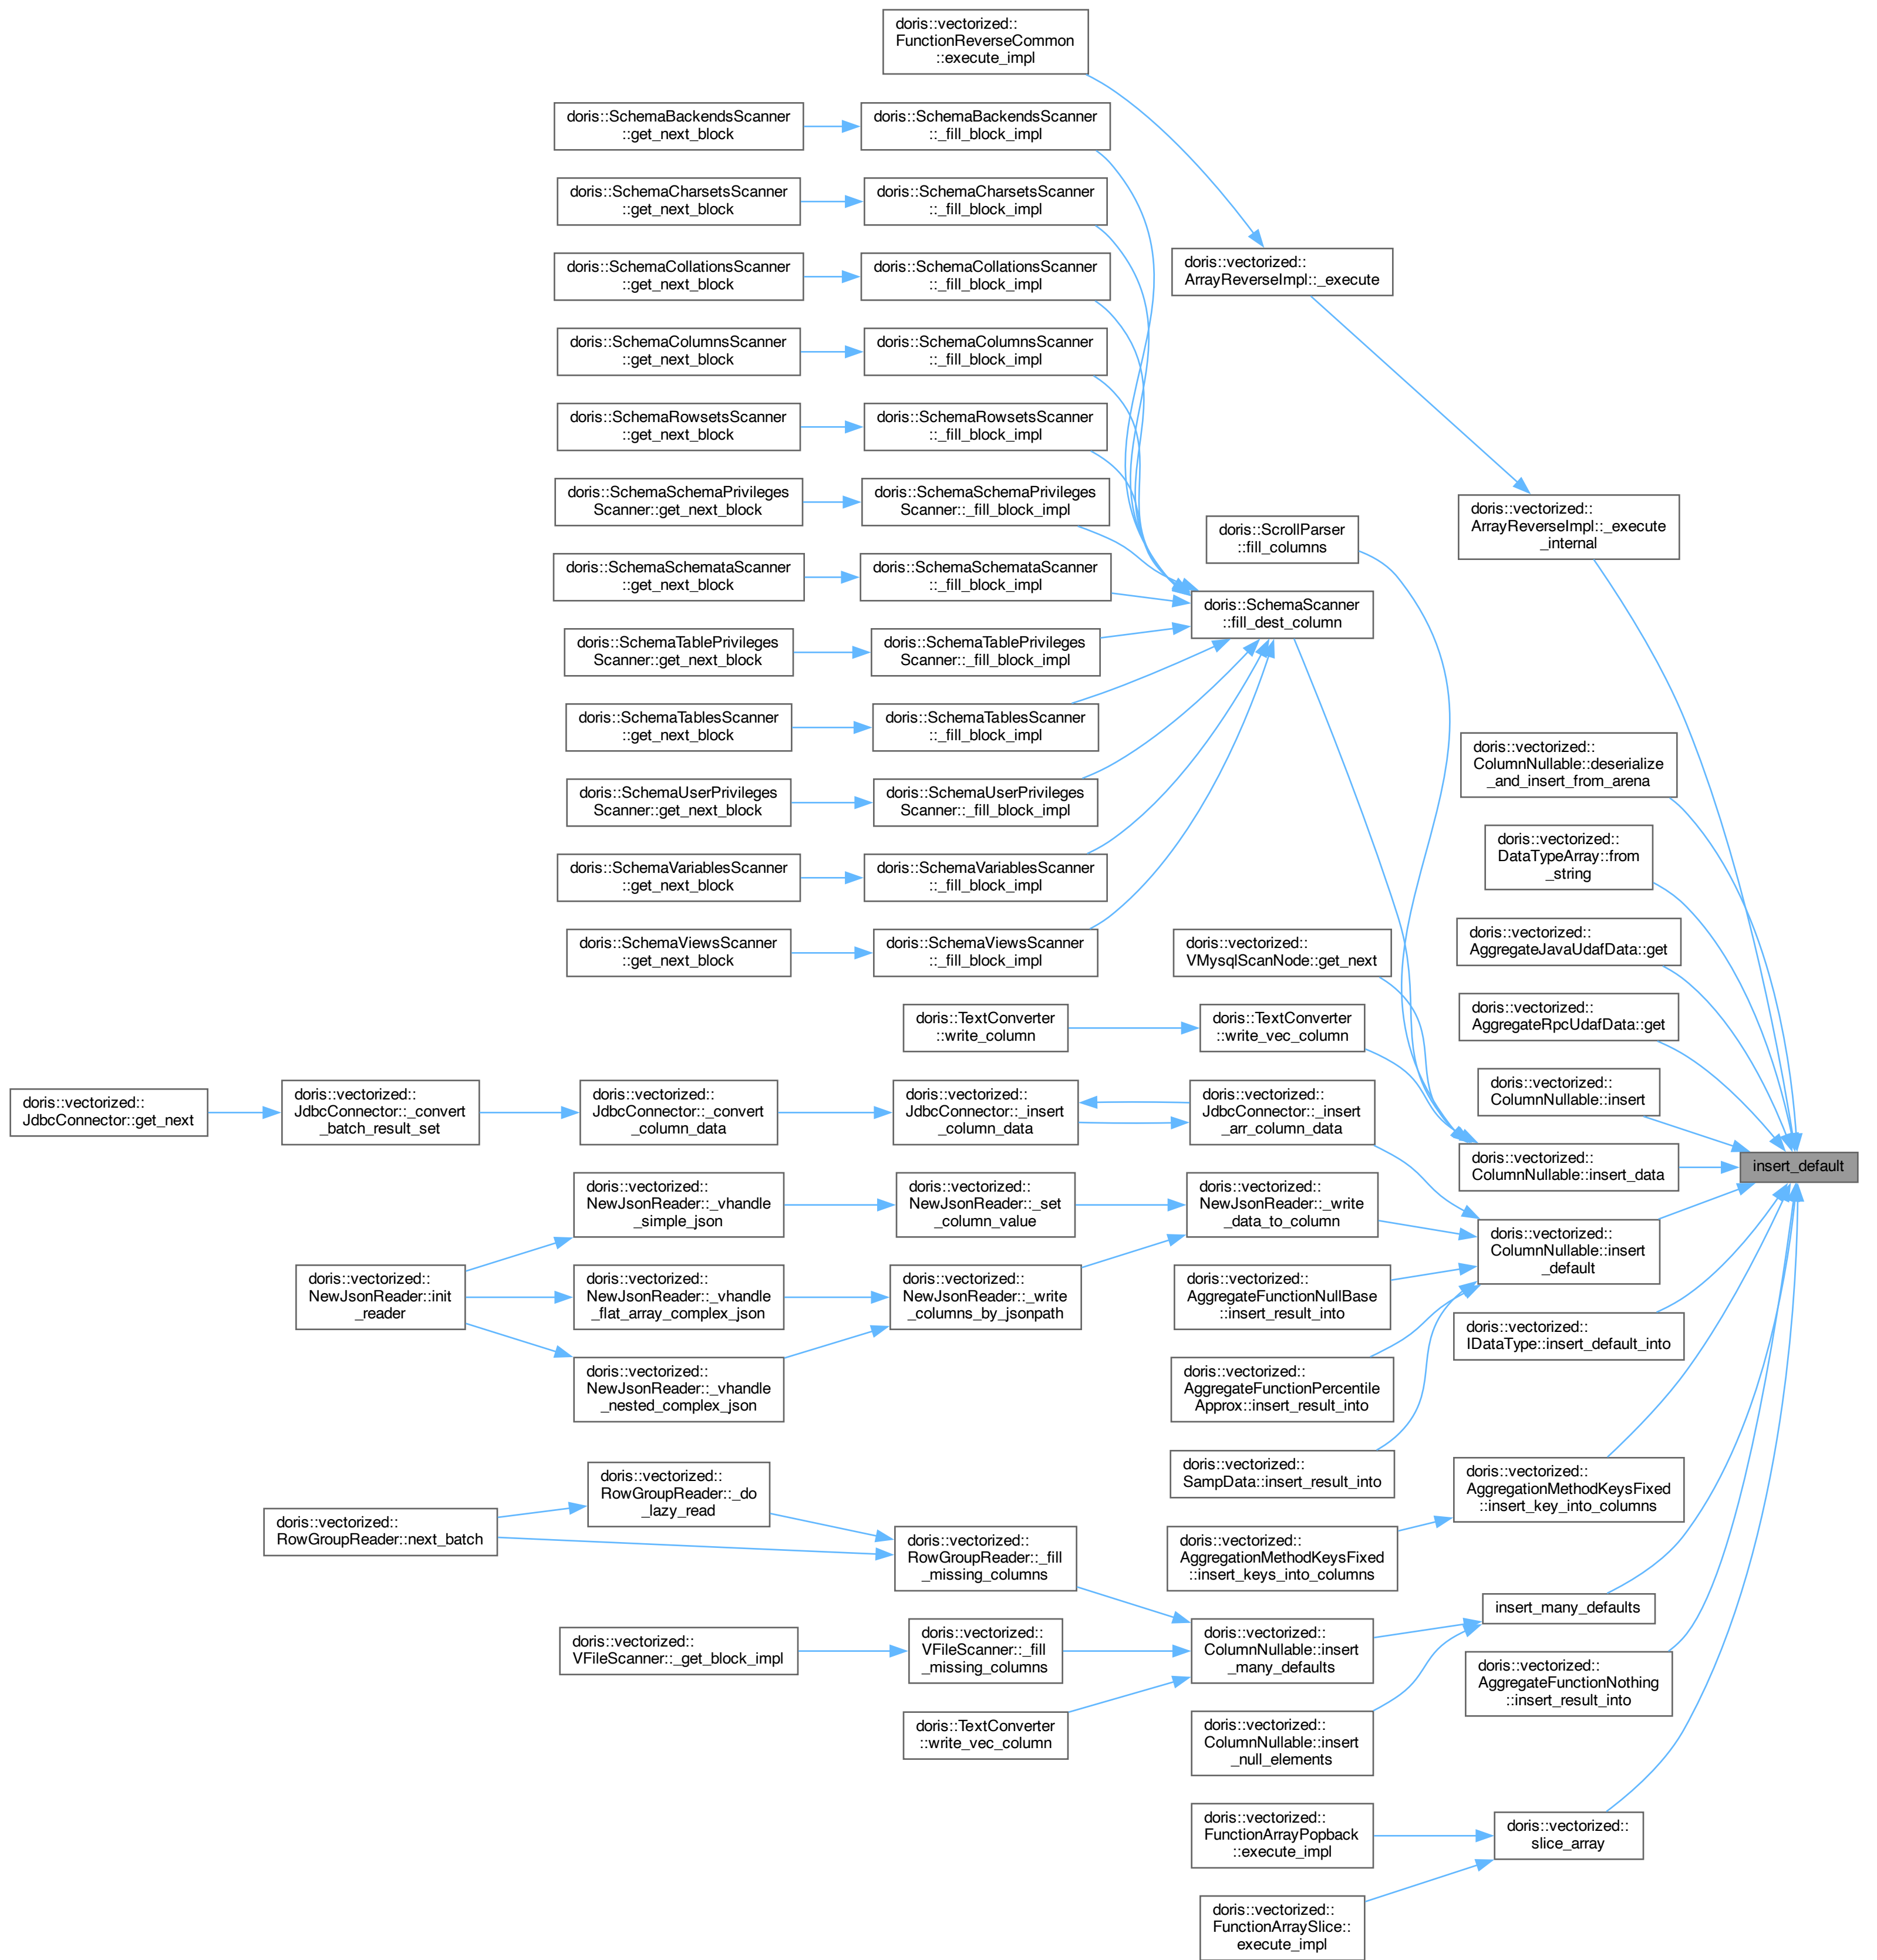 doris::vectorized::
FunctionReverseCommon
::execute_impl
doris::SchemaBackendsScanner
::get_next_block
doris::SchemaBackendsScanner
::_fill_block_impl
doris::SchemaCharsetsScanner
::get_next_block
doris::SchemaCharsetsScanner
::_fill_block_impl
doris::SchemaCollationsScanner
::get_next_block
doris::SchemaCollationsScanner
::_fill_block_impl
doris::vectorized::
ArrayReverseImpl::_execute
doris::SchemaColumnsScanner
::get_next_block
doris::SchemaColumnsScanner
::_fill_block_impl
doris::SchemaRowsetsScanner
::get_next_block
doris::SchemaRowsetsScanner
::_fill_block_impl
doris::SchemaSchemaPrivileges
Scanner::get_next_block
doris::SchemaSchemaPrivileges
Scanner::_fill_block_impl
doris::ScrollParser
::fill_columns
doris::vectorized::
ArrayReverseImpl::_execute
_internal
doris::SchemaSchemataScanner
::get_next_block
doris::SchemaSchemataScanner
::_fill_block_impl
doris::SchemaScanner
::fill_dest_column
doris::SchemaTablePrivileges
Scanner::get_next_block
doris::SchemaTablePrivileges
Scanner::_fill_block_impl
doris::SchemaTablesScanner
::get_next_block
doris::SchemaTablesScanner
::_fill_block_impl
doris::vectorized::
ColumnNullable::deserialize
_and_insert_from_arena
doris::SchemaUserPrivileges
Scanner::get_next_block
doris::SchemaUserPrivileges
Scanner::_fill_block_impl
doris::vectorized::
DataTypeArray::from
_string
doris::SchemaVariablesScanner
::get_next_block
doris::SchemaVariablesScanner
::_fill_block_impl
doris::SchemaViewsScanner
::get_next_block
doris::SchemaViewsScanner
::_fill_block_impl
doris::vectorized::
VMysqlScanNode::get_next
doris::vectorized::
AggregateJavaUdafData::get
doris::TextConverter
::write_column
doris::TextConverter
::write_vec_column
doris::vectorized::
AggregateRpcUdafData::get
doris::vectorized::
JdbcConnector::get_next
doris::vectorized::
JdbcConnector::_convert
_batch_result_set
doris::vectorized::
JdbcConnector::_convert
_column_data
doris::vectorized::
JdbcConnector::_insert
_column_data
doris::vectorized::
JdbcConnector::_insert
_arr_column_data
doris::vectorized::
ColumnNullable::insert
doris::vectorized::
ColumnNullable::insert_data
insert_default
doris::vectorized::
NewJsonReader::_vhandle
_simple_json
doris::vectorized::
NewJsonReader::_set
_column_value
doris::vectorized::
NewJsonReader::_write
_data_to_column
doris::vectorized::
ColumnNullable::insert
_default
doris::vectorized::
NewJsonReader::init
_reader
doris::vectorized::
NewJsonReader::_vhandle
_flat_array_complex_json
doris::vectorized::
NewJsonReader::_write
_columns_by_jsonpath
doris::vectorized::
AggregateFunctionNullBase
::insert_result_into
doris::vectorized::
IDataType::insert_default_into
doris::vectorized::
NewJsonReader::_vhandle
_nested_complex_json
doris::vectorized::
AggregateFunctionPercentile
Approx::insert_result_into
doris::vectorized::
SampData::insert_result_into
doris::vectorized::
AggregationMethodKeysFixed
::insert_key_into_columns
doris::vectorized::
RowGroupReader::_do
_lazy_read
doris::vectorized::
RowGroupReader::next_batch
doris::vectorized::
RowGroupReader::_fill
_missing_columns
doris::vectorized::
AggregationMethodKeysFixed
::insert_keys_into_columns
insert_many_defaults
doris::vectorized::
VFileScanner::_get_block_impl
doris::vectorized::
VFileScanner::_fill
_missing_columns
doris::vectorized::
ColumnNullable::insert
_many_defaults
doris::vectorized::
AggregateFunctionNothing
::insert_result_into
doris::TextConverter
::write_vec_column
doris::vectorized::
ColumnNullable::insert
_null_elements
doris::vectorized::
FunctionArrayPopback
::execute_impl
doris::vectorized::
slice_array
doris::vectorized::
FunctionArraySlice::
execute_impl